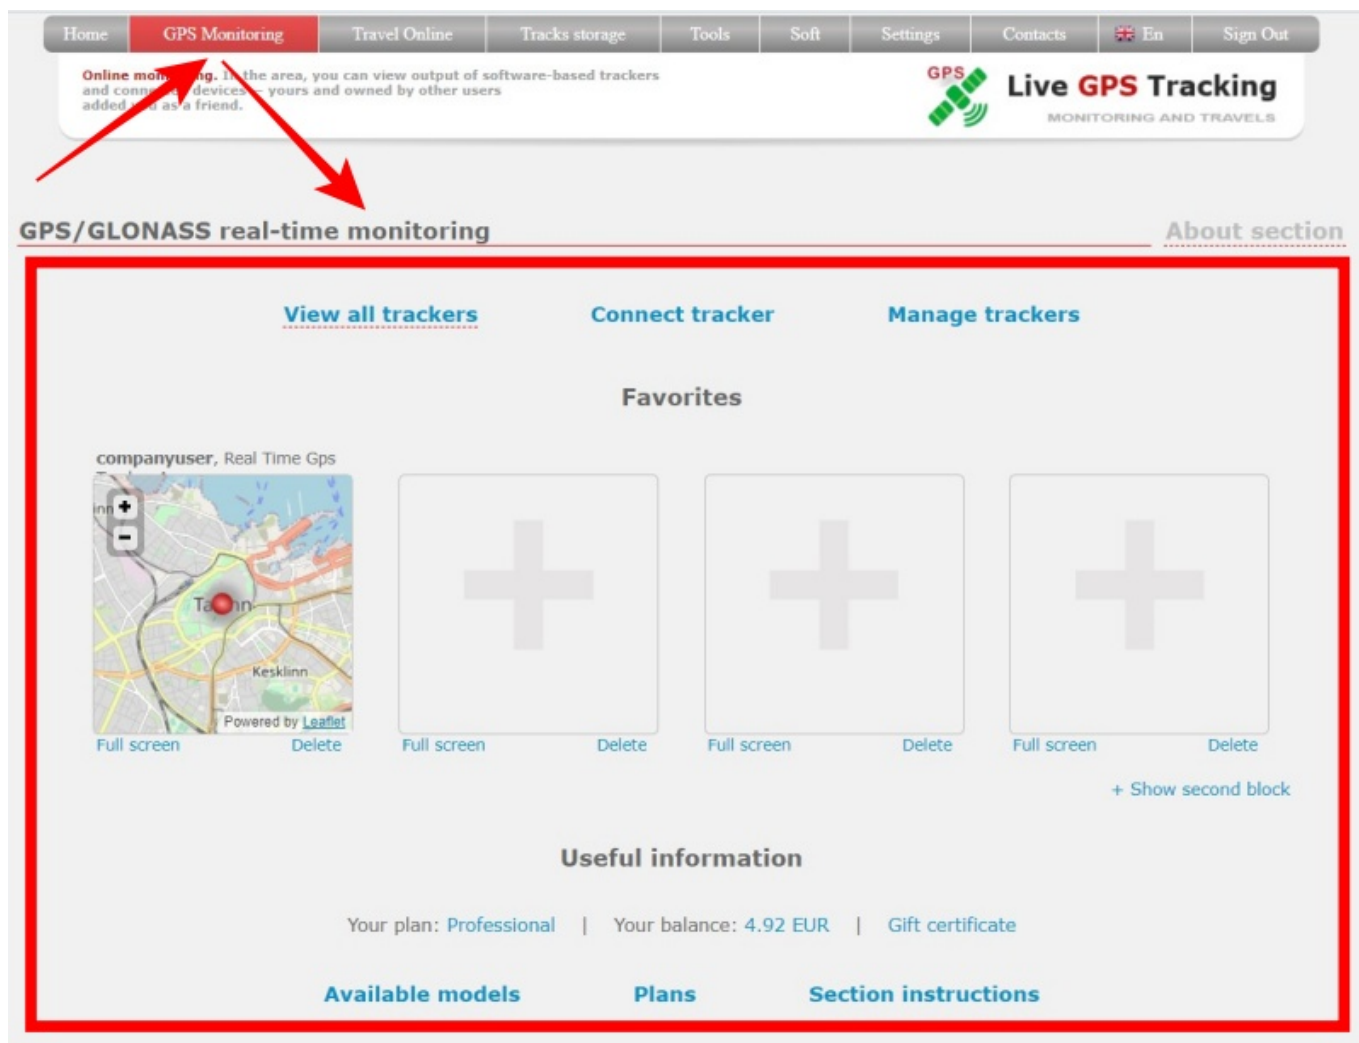 Home GPS Monitoring Travel Online Tracks storage Tools Soft Settings Contacts En Sign Out
Online monitoring. In the area, you can view output of software-based trackers
and connected devices — yours and owned by other users
added you as a friend.
GPS
Live GPS Tracking
MONITORING AND TRAVELS
GPS/GLONASS real-time monitoring
About section
View all trackers Connect tracker Manage trackers
Favorites
companyuser, Real Time Gps
+
-
Kesklinn
Powered by Leaflet
Full screen Delete Full screen Delete Full screen Delete Full screen Delete
+ Show second block
Useful information
Your plan: Professional | Your balance: 4.92 EUR | Gift certificate
Available models Plans Section instructions